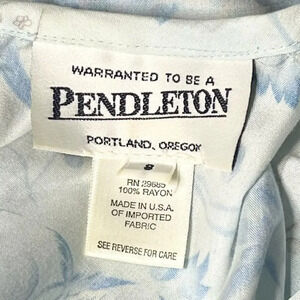 WARRANTED TO BE A
PENDLETON
PORTLAND, OREGON
8
RN 29685
100% RAYON
MADE IN U.S.A.
OF IMPORTED
FABRIC
SEE REVERSE FOR CARE